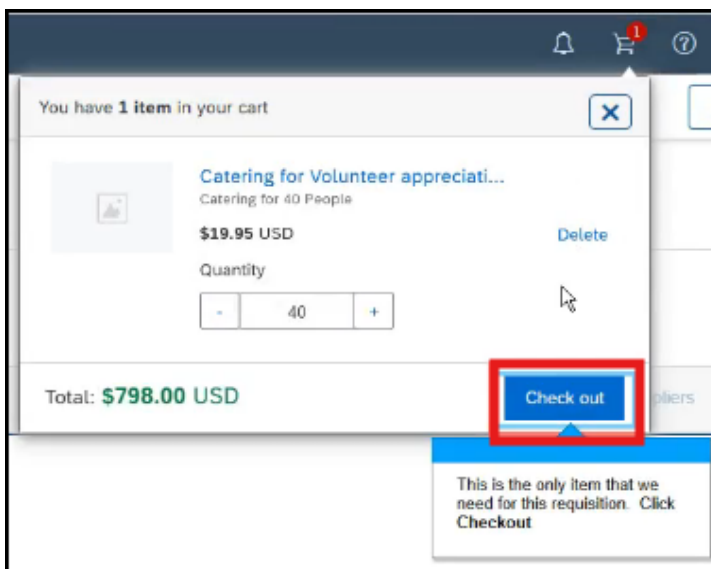 1
You have 1 item in your cart
Catering for Volunteer appreciati...
Catering for 40 People
$19.95 USD
Delete
Quantity
- 40 +
Total: $798.00 USD
Check out
pliers
This is the only item that we
need for this requisition. Click
Checkout